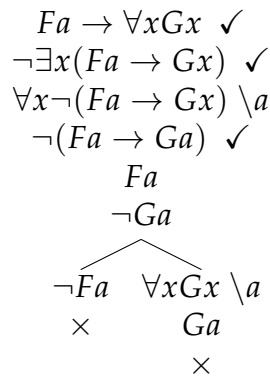 Fa → ∀xGx ✓
¬∃x(Fa → Gx) ✓
∀x¬(Fa → Gx) \a
¬(Fa → Ga) ✓
Fa
¬Ga
¬Fa ∀xGx \a
× Ga
×